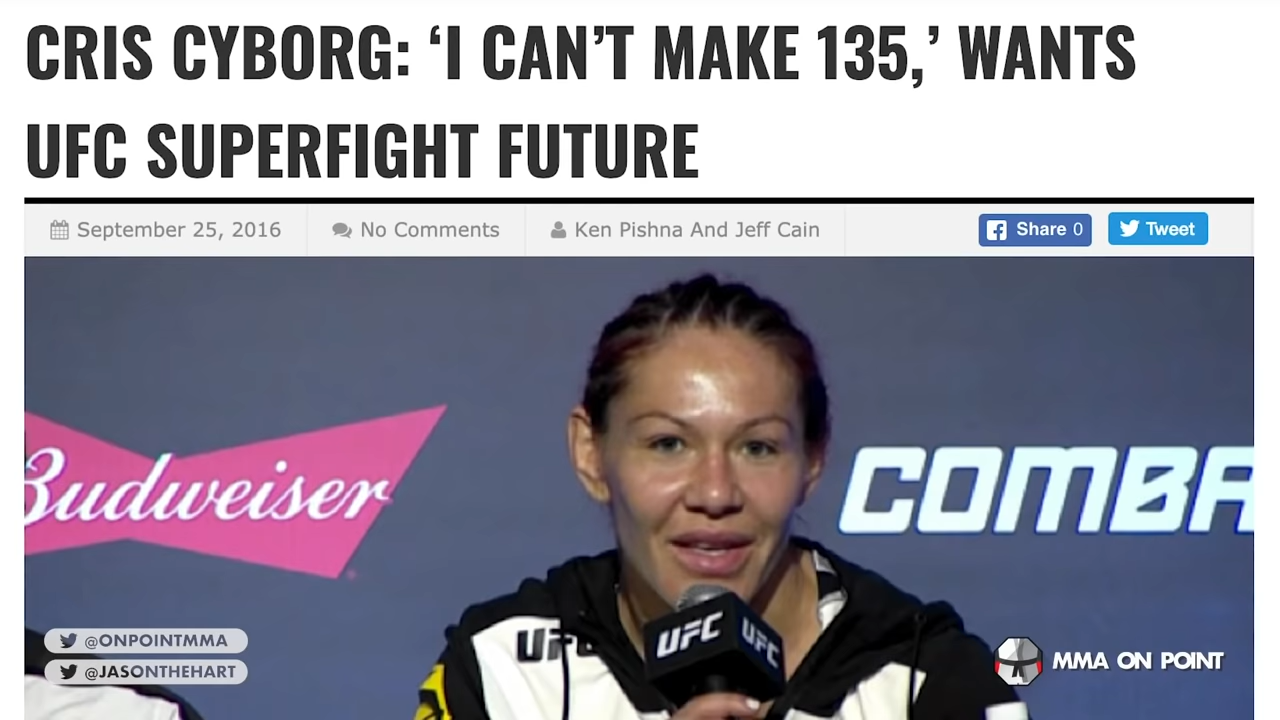 CRIS CYBORG: ‘I CAN’T MAKE 135,’ WANTS
UFC SUPERFIGHT FUTURE
September 25, 2016
No Comments
Ken Pishna And Jeff Cain
Share 0
Tweet
Budweiser
COMBA
UFC
UFC
UFC
@ONPOINTMMA
@JASONTHEHART
MMA ON POINT